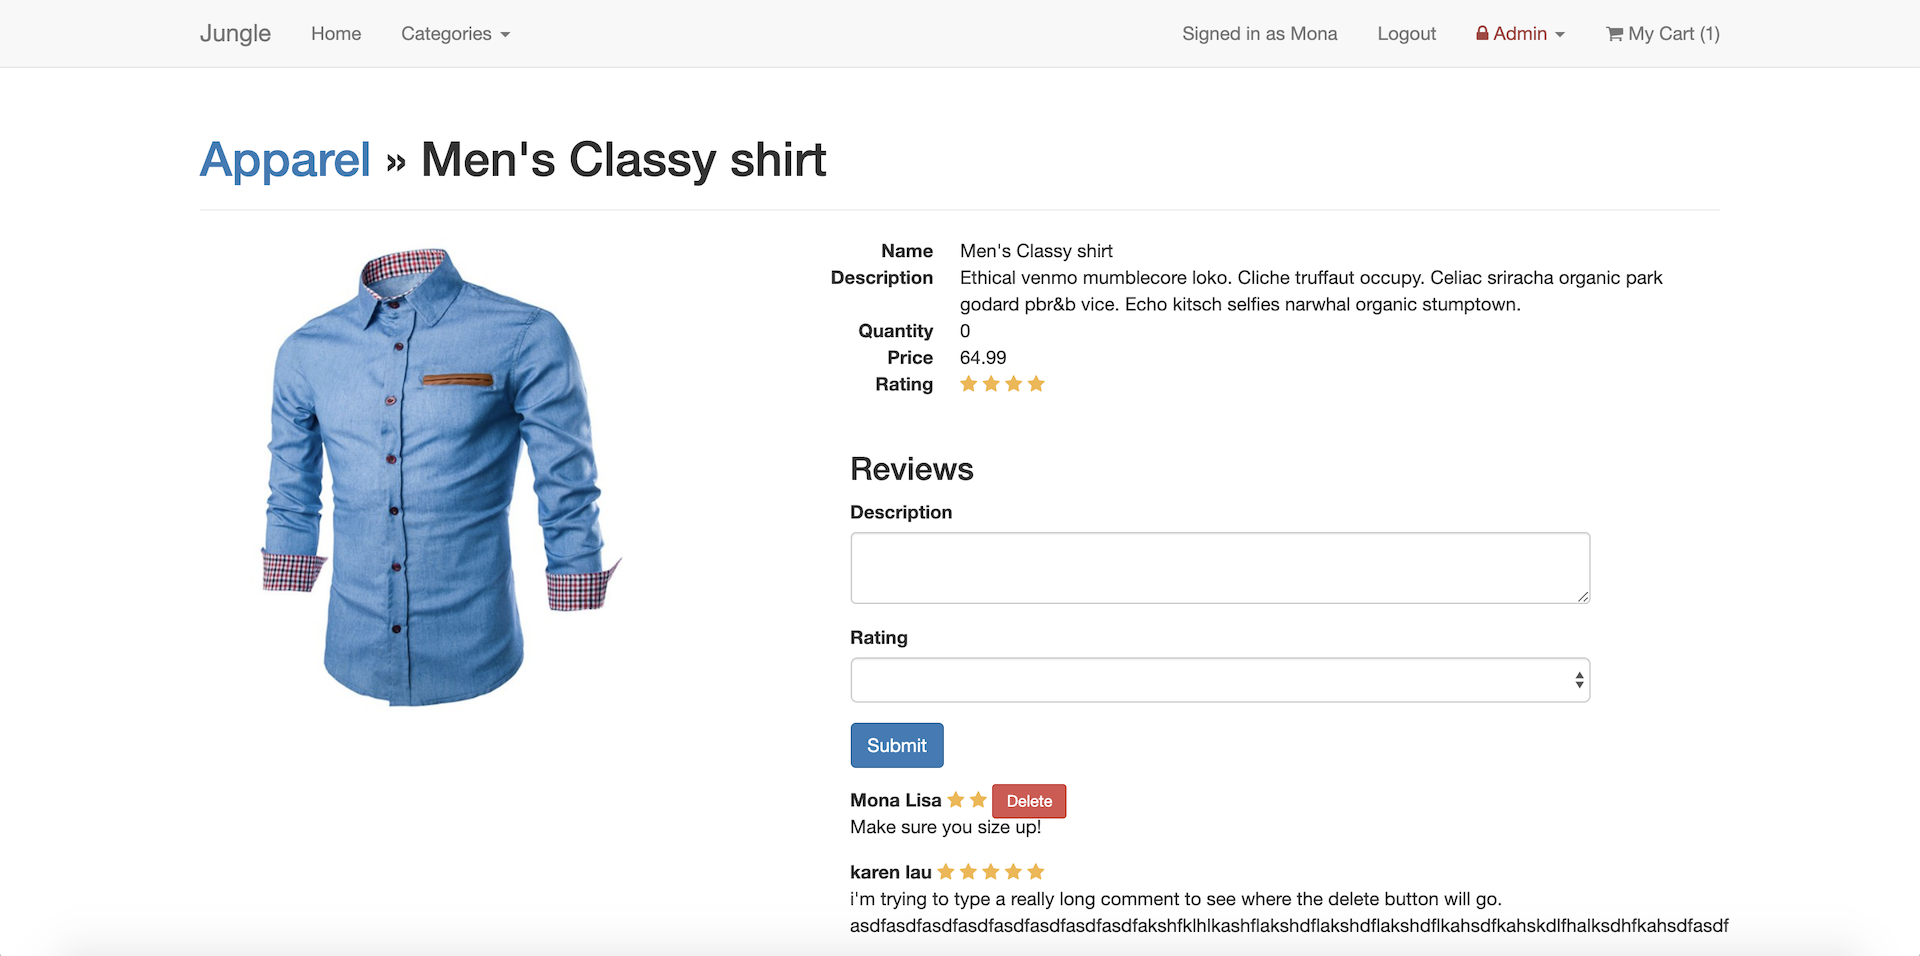 Jungle Home Categories Signed in as Mona Logout Admin My Cart (1)
Apparel » Men's Classy shirt
Name Men's Classy shirt
Description Ethical venmo mumblecore loko. Cliche truffaut occupy. Celiac sriracha organic park
godard pbr&b vice. Echo kitsch selfies narwhal organic stumptown.
Quantity 0
Price 64.99
Rating
Reviews
Description
Rating
Submit
Mona Lisa Delete
Make sure you size up!
karen lau
i'm trying to type a really long comment to see where the delete button will go.
asdfasdfasdfasdfasdfasdfasdfasdfakshfklhlkashflakshdflakshdflakshdflkahsdfkahskdlfhalksdhfkahsdfasdf